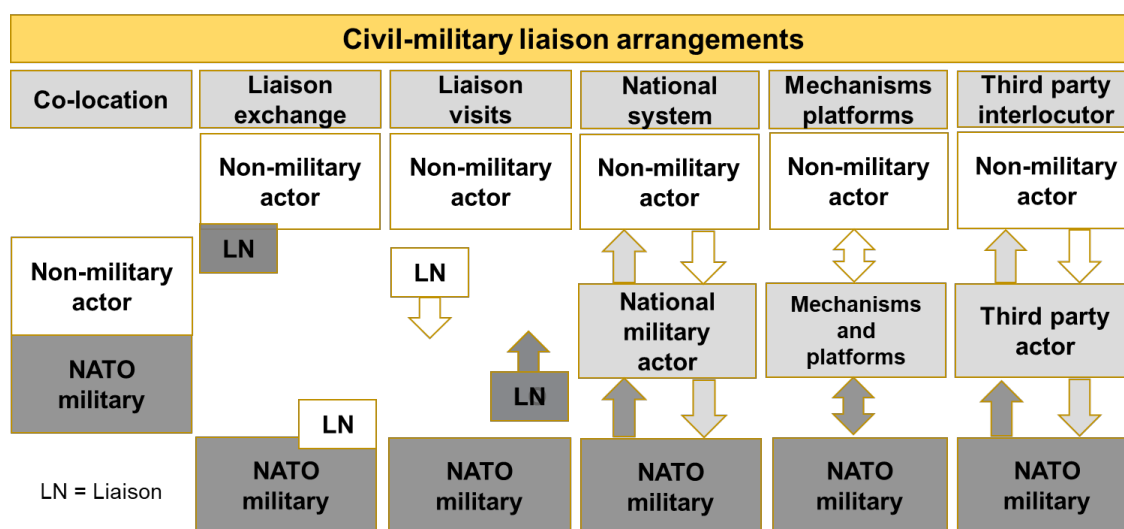 Civil-military liaison arrangements
Co-location
Liaison
exchange
Liaison
visits
National
system
Mechanisms
platforms
Third party
interlocutor
Non-military
actor
Non-military
actor
Non-military
actor
Non-military
actor
Non-military
actor
LN
Non-military
actor
LN
National
military
actor
Mechanisms
and
platforms
Third party
actor
NATO
military
LN
LN
NATO
military
NATO
military
NATO
military
NATO
military
NATO
military
LN = Liaison